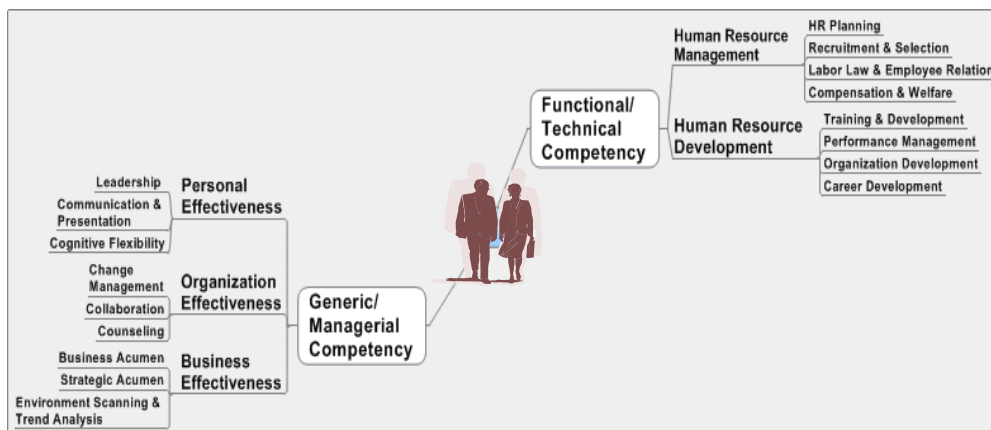 HR Planning
Human Resource
Management
Recruitment & Selection
Labor Law & Employee Relation
Compensation & Welfare
Functional/
Technical
Competency
Human Resource
Development
Training & Development
Performance Management
Organization Development
Career Development
Personal
Effectiveness
Leadership
Communication &
Presentation
Cognitive Flexibility
Organization
Effectiveness
Change
Management
Collaboration
Counseling
Generic/
Managerial
Competency
Business
Effectiveness
Business Acumen
Strategic Acumen
Environment Scanning &
Trend Analysis